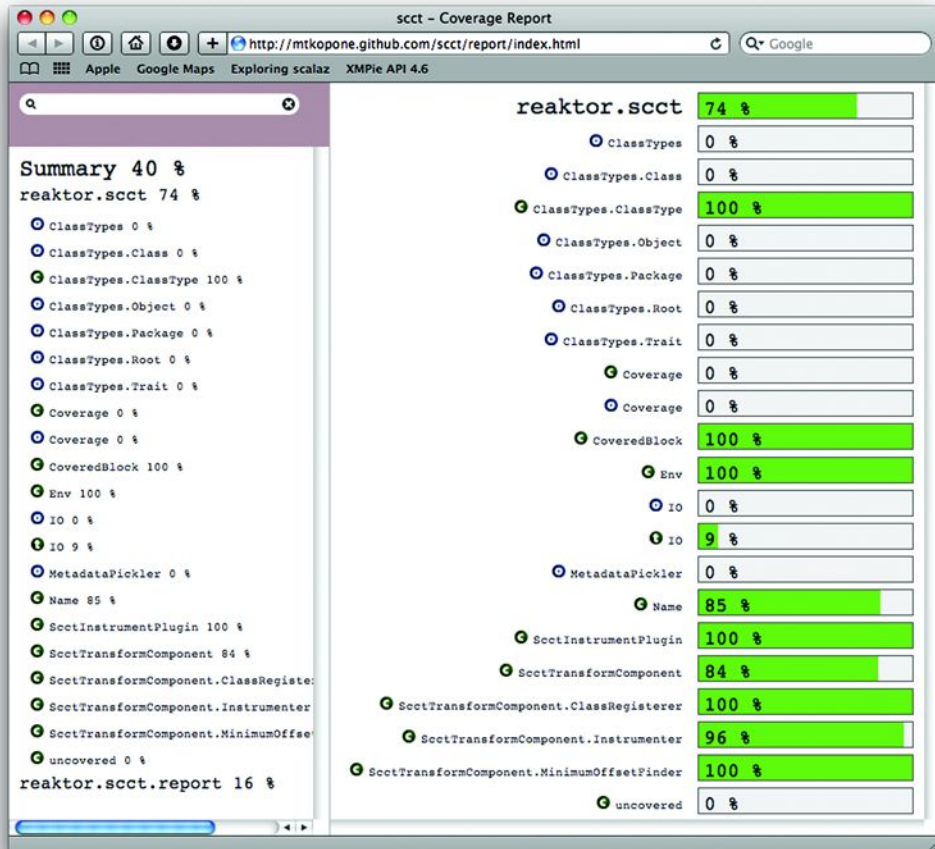 scct – Coverage Report
http://mtkopone.github.com/scct/report/index.html
Google
Apple Google Maps Exploring scalaz XMPie API 4.6
Summary 40 %
reaktor.scct 74 %
ClassTypes 0 %
ClassTypes.Class 0 %
ClassTypes.ClassType 100 %
ClassTypes.Object 0 %
ClassTypes.Package 0 %
ClassTypes.Root 0 %
ClassTypes.Trait 0 %
Coverage 0 %
Coverage 0 %
CoveredBlock 100 %
Env 100 %
IO 0 %
IO 9 %
MetadataPickler 0 %
Name 85 %
ScctInstrumentPlugin 100 %
ScctTransformComponent 84 %
ScctTransformComponent.ClassRegiste
ScctTransformComponent.Instrumenter
ScctTransformComponent.MinimumOffse
uncovered 0 %
reaktor.scct.report 16 %
reaktor.scct 74 %
ClassTypes 0 %
ClassTypes.Class 0 %
ClassTypes.ClassType 100 %
ClassTypes.Object 0 %
ClassTypes.Package 0 %
ClassTypes.Root 0 %
ClassTypes.Trait 0 %
Coverage 0 %
Coverage 0 %
CoveredBlock 100 %
Env 100 %
IO 0 %
IO 9 %
MetadataPickler 0 %
Name 85 %
ScctInstrumentPlugin 100 %
ScctTransformComponent 84 %
ScctTransformComponent.ClassRegisterer 100 %
ScctTransformComponent.Instrumenter 96 %
ScctTransformComponent.MinimumOffsetFinder 100 %
uncovered 0 %